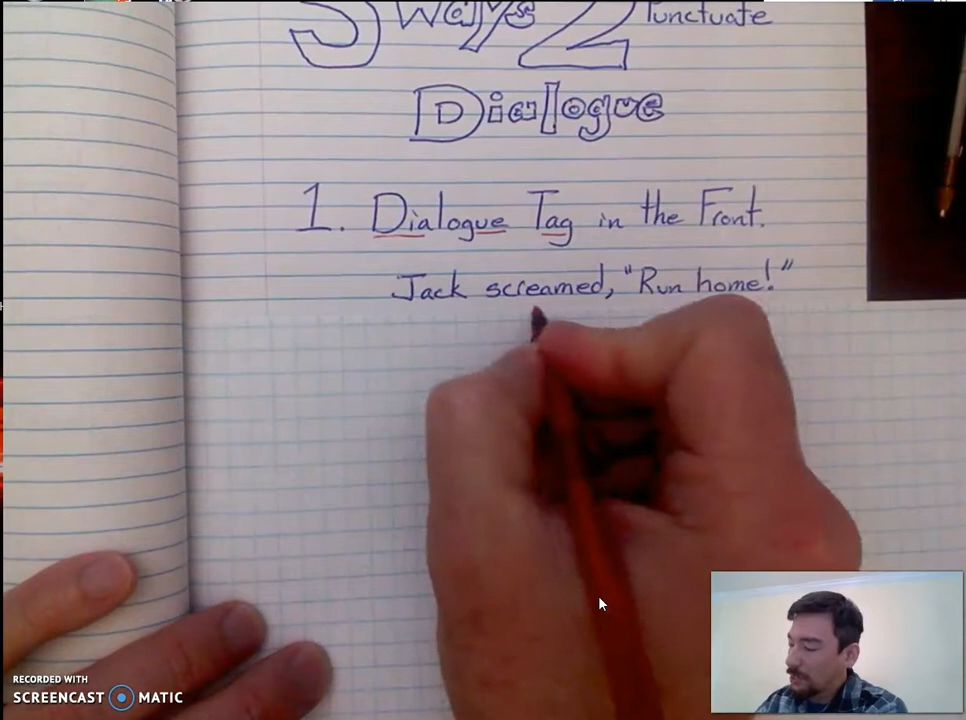 3 Ways 2 Punctuate
Dialogue
1. Dialogue Tag in the Front.
Jack screamed, "Run home!"
RECORDED WITH
SCREENCAST MATIC